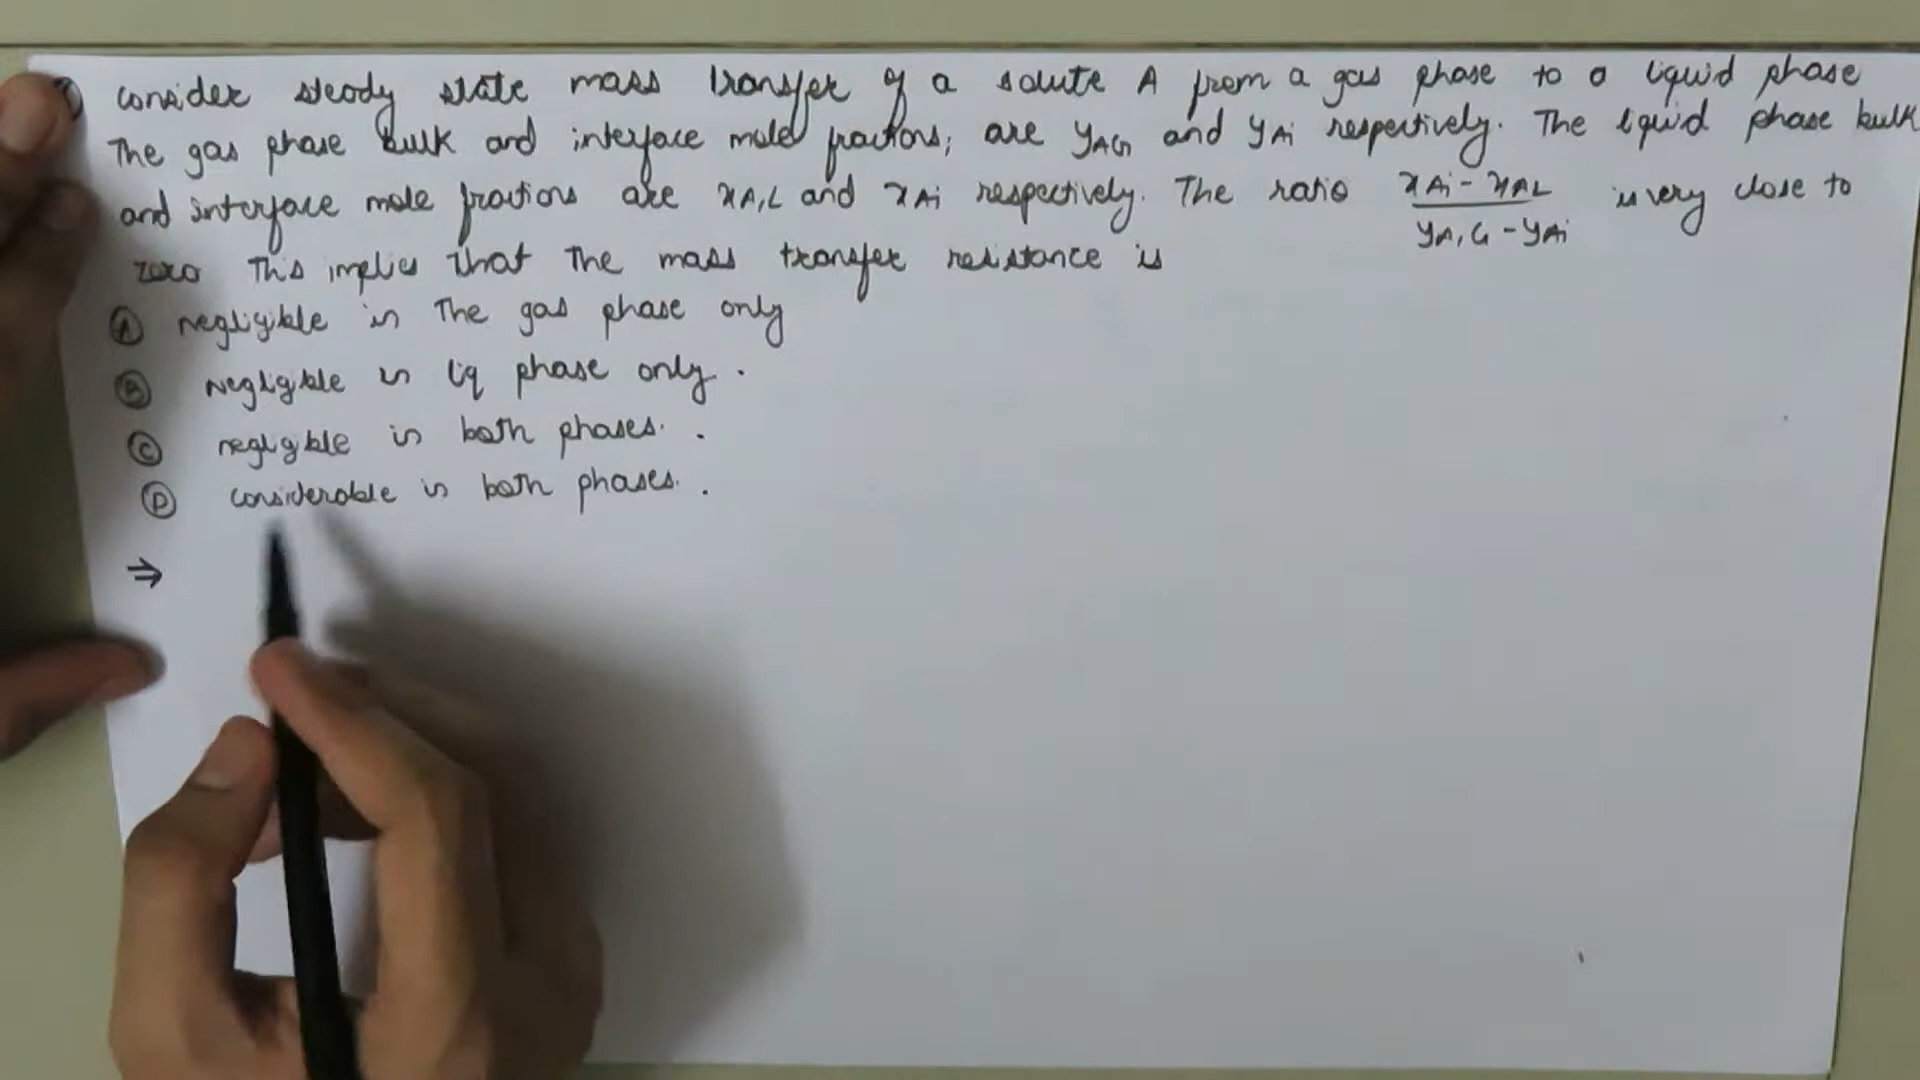 consider steady state mass transfer of a solute A from a gas phase to a liquid phase
The gas phase bulk and interface mole fractions, are yAG and yAi respectively. The liquid phase bulk
and interface mole fractions are xA,L and xAi respectively. The ratio xAi - xAL / yA,G - yAi is very close to
zero This implies that the mass transfer resistance is
A negligible in The gas phase only
B Negligible in liq phase only .
C negligible in both phases. .
D considerable in both phases. .
⇒